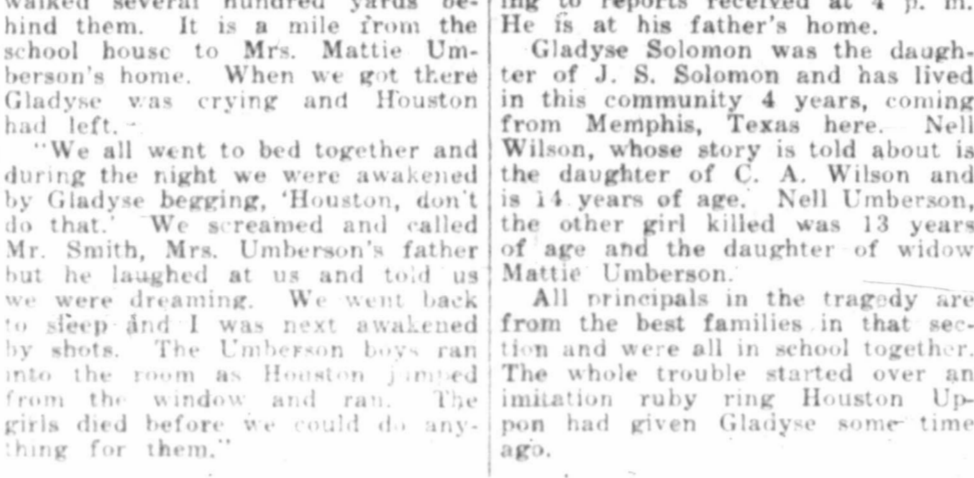 walked several hundred yards be-
hind them. It is a mile from the
school house to Mrs. Mattie Um-
berson's home. When we got there
Gladyse was crying and Houston
had left.
"We all went to bed together and
during the night we were awakened
by Gladyse begging, 'Houston, don't
do that.' We screamed and called
Mr. Smith, Mrs. Umberson's father
but he laughed at us and told us
we were dreaming. We went back
to sleep and I was next awakened
by shots. The Umberson boys ran
into the room as Houston jumped
from the window and ran. The
girls died before we could do any-
thing for them."
ing to reports received at 4 p. m.
He is at his father's home.
Gladyse Solomon was the daugh-
ter of J. S. Solomon and has lived
in this community 4 years, coming
from Memphis, Texas here. Nell
Wilson, whose story is told about is
the daughter of C. A. Wilson and
is 14 years of age. Nell Umberson,
the other girl killed was 13 years
of age and the daughter of widow
Mattie Umberson.
All principals in the tragedy are
from the best families in that sec-
tion and were all in school together.
The whole trouble started over an
imitation ruby ring Houston Up-
pon had given Gladyse some time
ago.